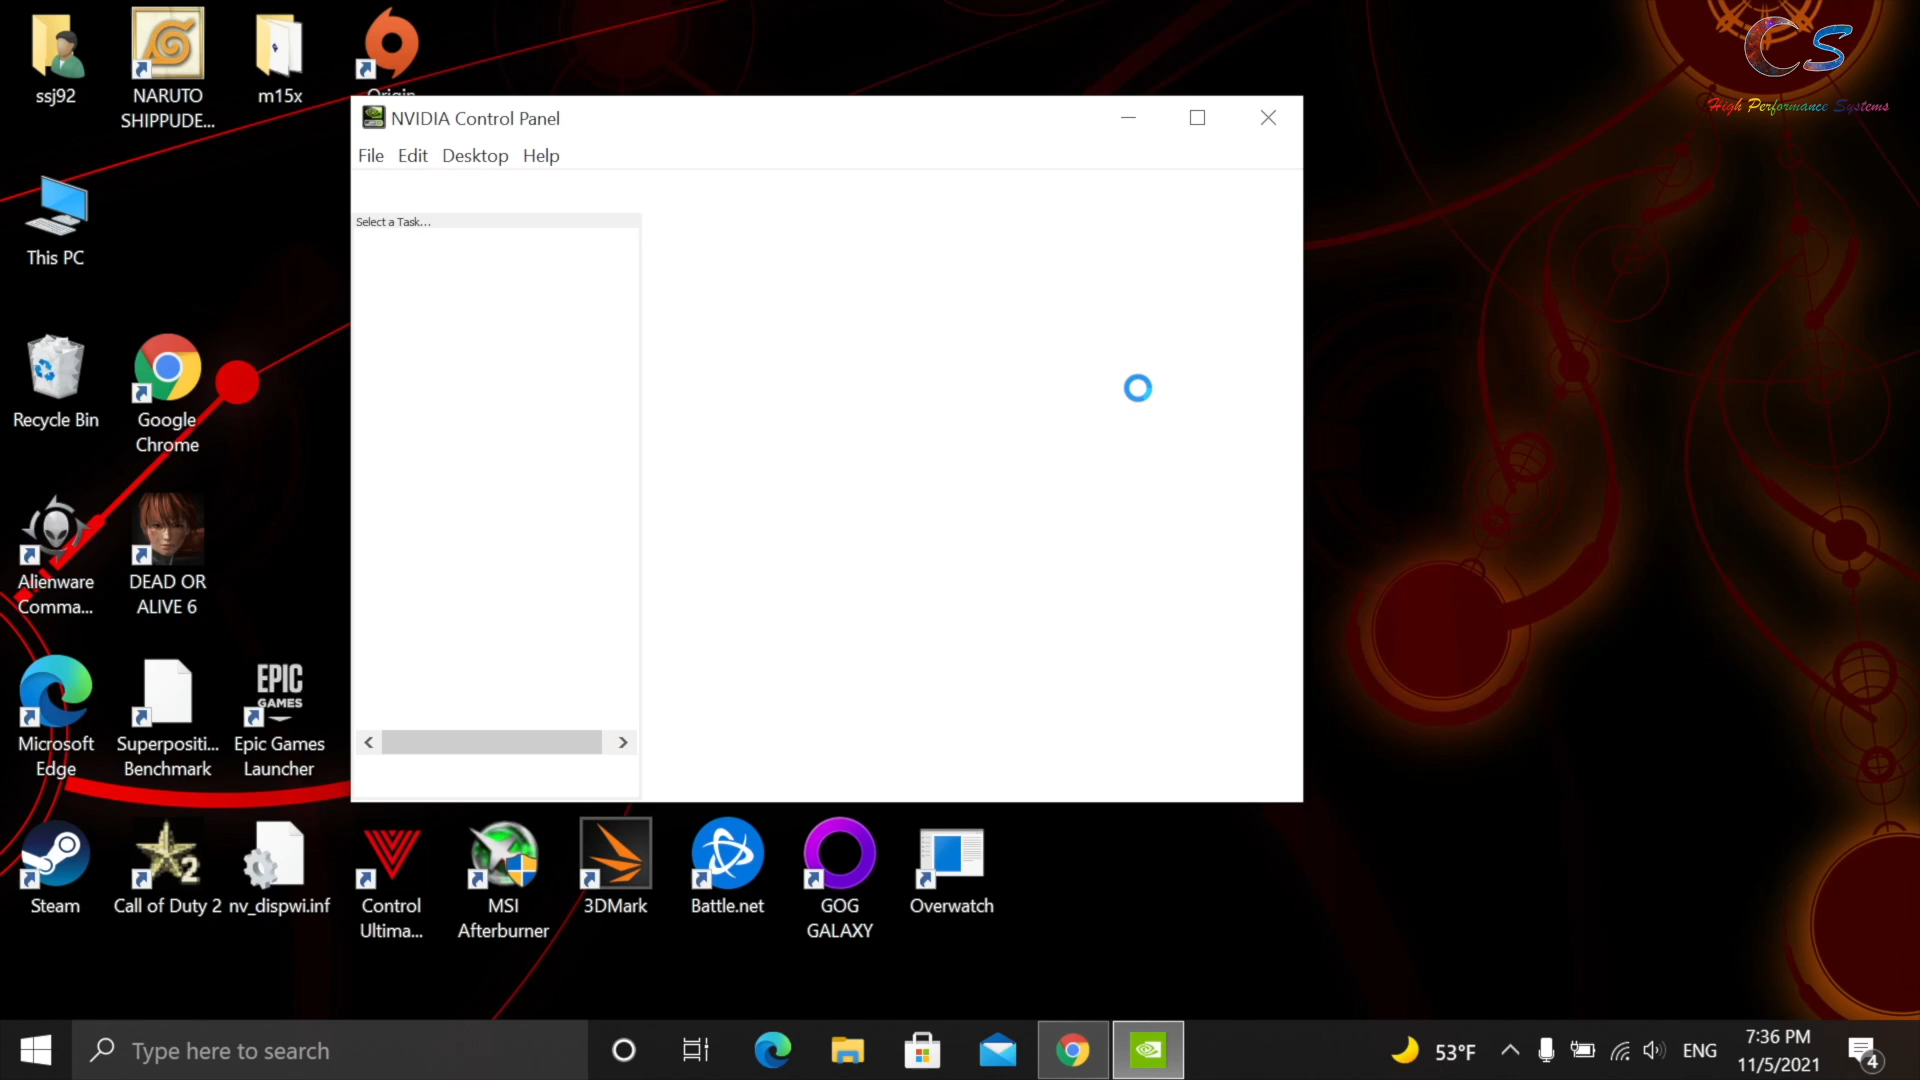 ssj92
NARUTO
SHIPPUDE...
m15x
Origin
CS
High Performance Systems
NVIDIA Control Panel
File Edit Desktop Help
Select a Task...
This PC
Recycle Bin
Google
Chrome
Alienware
Comma...
DEAD OR
ALIVE 6
Microsoft
Edge
Superpositi...
Benchmark
EPIC
GAMES
Epic Games
Launcher
Steam
2
Call of Duty 2
nv_dispwi.inf
Control
Ultima...
MSI
Afterburner
3DMark
Battle.net
GOG
GALAXY
Overwatch
Type here to search
53°F
ENG
7:36 PM
11/5/2021
4